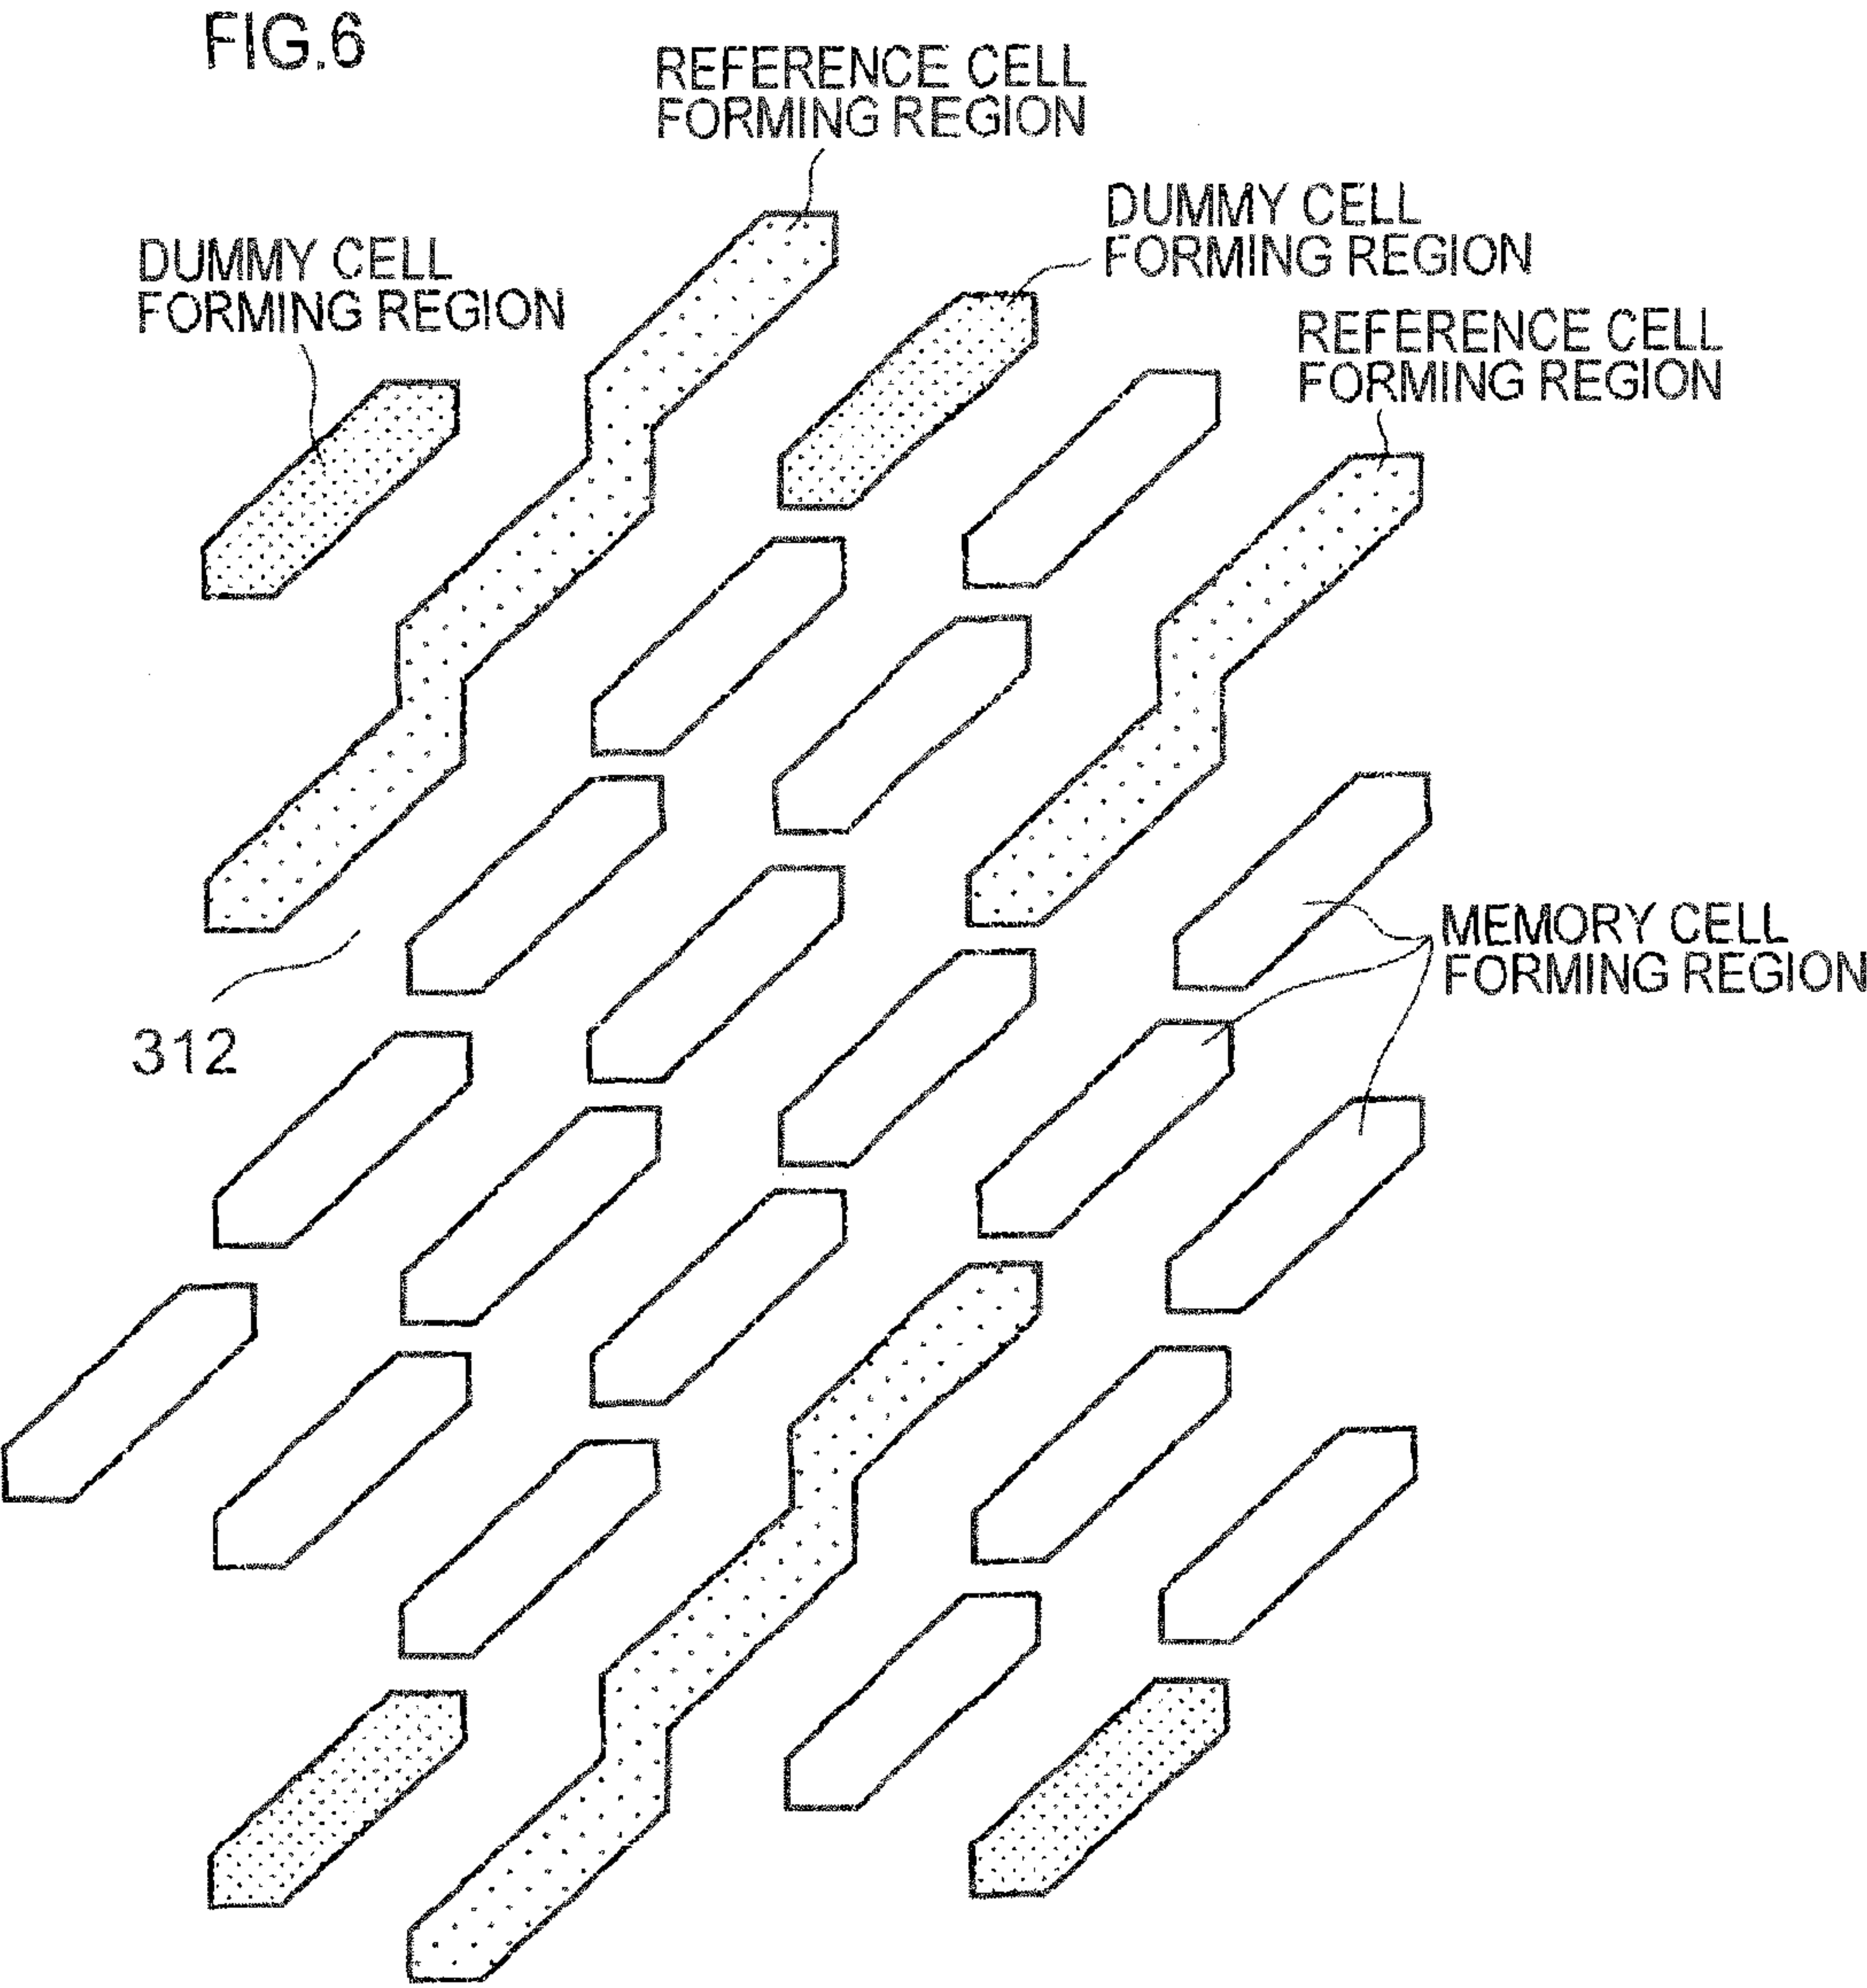 FIG.6
REFERENCE CELL
FORMING REGION
DUMMY CELL
FORMING REGION
DUMMY CELL
FORMING REGION
REFERENCE CELL
FORMING REGION
MEMORY CELL
FORMING REGION
312